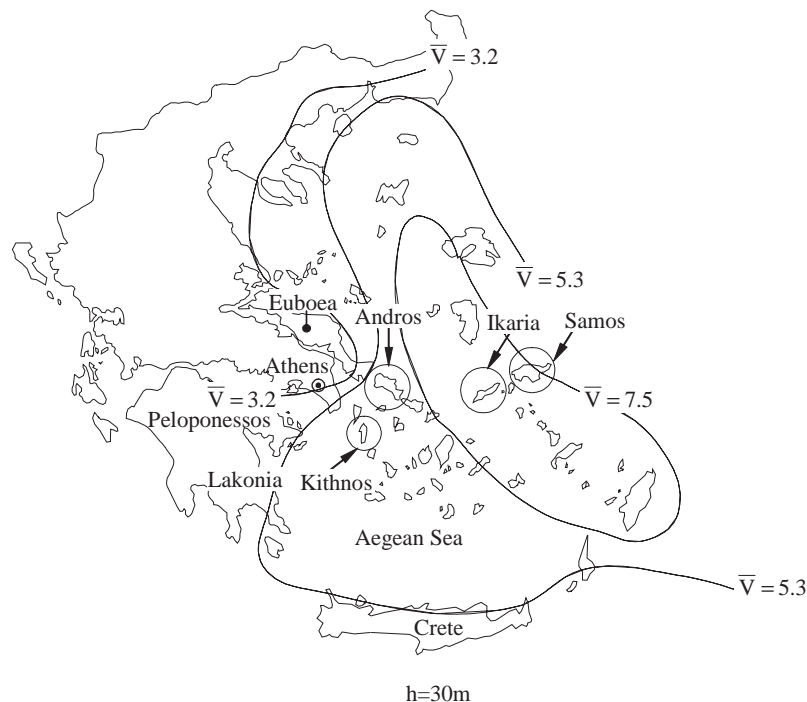 V̅ = 3.2
V̅ = 5.3
Euboea
Andros
Ikaria
Samos
Athens
V̅ = 3.2
V̅ = 7.5
Peloponessos
Lakonia
Kithnos
Aegean Sea
V̅ = 5.3
Crete
h=30m